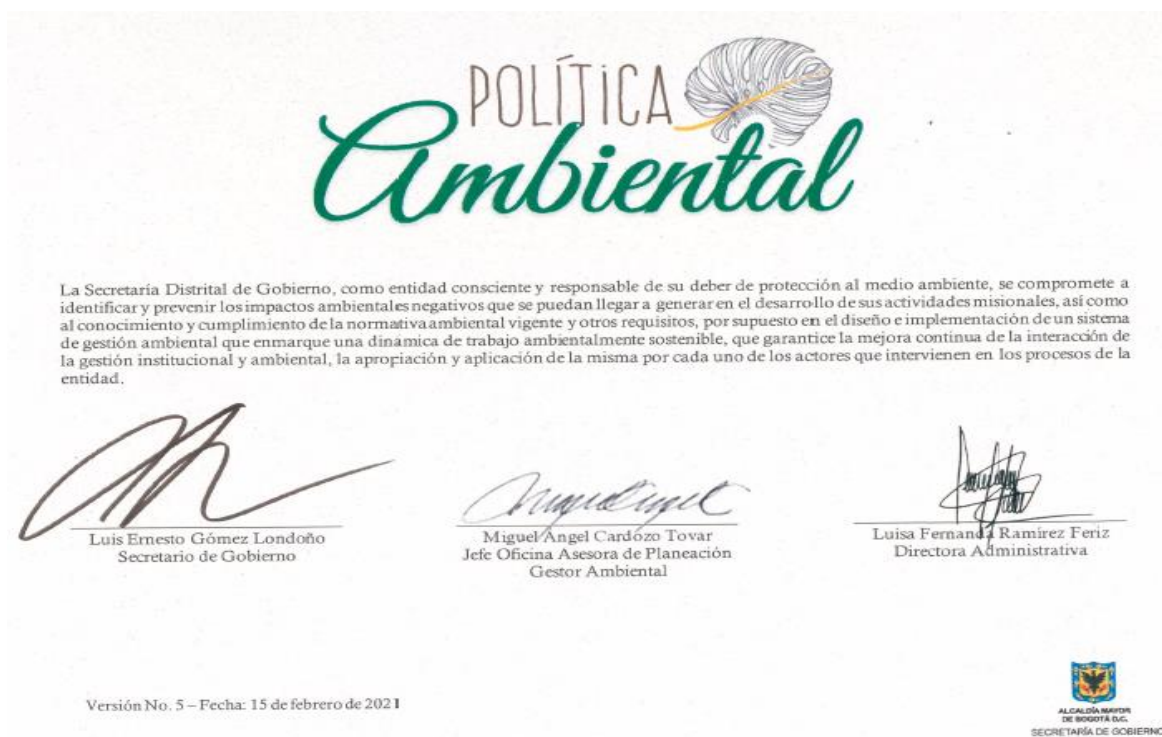 POLÍTICA
Ambiental
La Secretaría Distrital de Gobierno, como entidad consciente y responsable de su deber de protección al medio ambiente, se compromete a
identificar y prevenir los impactos ambientales negativos que se puedan llegar a generar en el desarrollo de sus actividades misionales, así como
al conocimiento y cumplimiento de la normativa ambiental vigente y otros requisitos, por supuesto en el diseño e implementación de un sistema
de gestión ambiental que enmarque una dinámica de trabajo ambientalmente sostenible, que garantice la mejora continua de la interacción de
la gestión institucional y ambiental, la apropiación y aplicación de la misma por cada uno de los actores que intervienen en los procesos de la
entidad.
Luis Ernesto Gómez Londoño
Secretario de Gobierno
Miguel Ángel Cardozo Tovar
Jefe Oficina Asesora de Planeación
Gestor Ambiental
Luisa Fernanda Ramírez Feriz
Directora Administrativa
Versión No. 5 – Fecha: 15 de febrero de 2021
ALCALDÍA MAYOR
DE BOGOTÁ D.C.
SECRETARÍA DE GOBIERNO